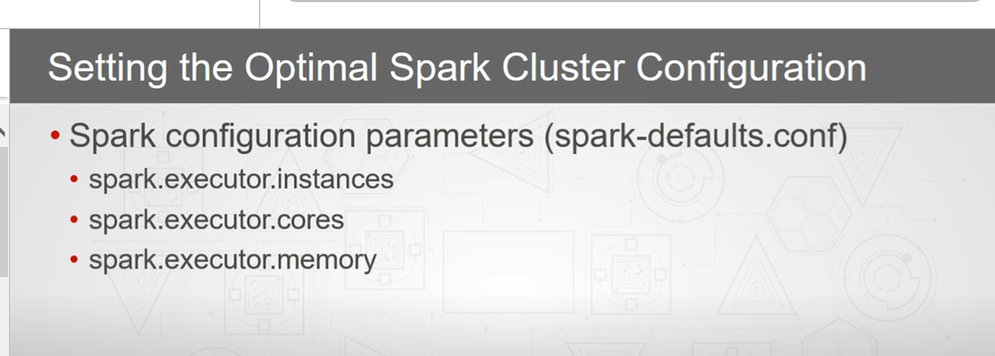 Setting the Optimal Spark Cluster Configuration
• Spark configuration parameters (spark-defaults.conf)
• spark.executor.instances
• spark.executor.cores
• spark.executor.memory